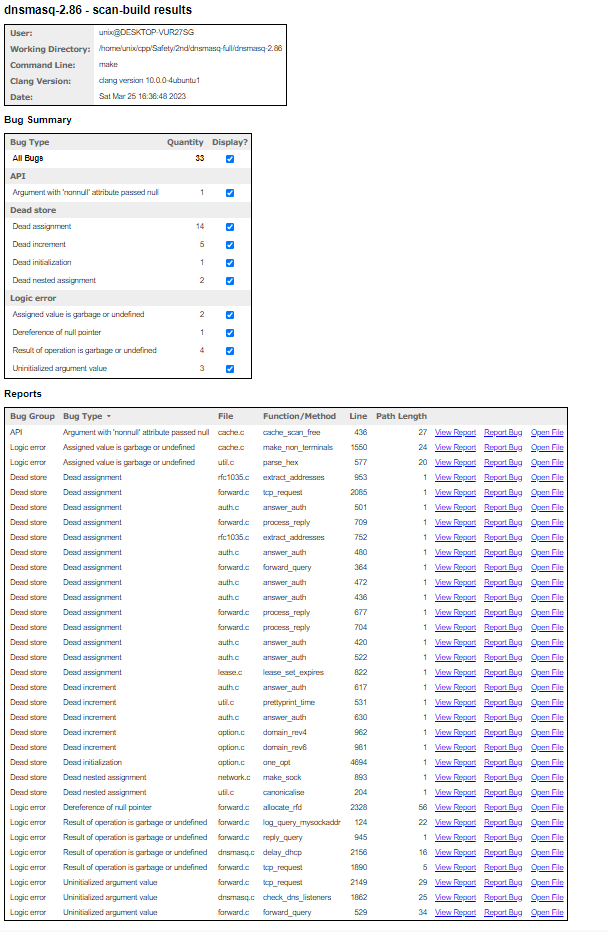 dnsmasq-2.86 - scan-build results
User: unix@DESKTOP-VUR27SG
Working Directory: /home/unix/cpp/Safety/2nd/dnsmasq-full/dnsmasq-2.86
Command Line: make
Clang Version: clang version 10.0.0-4ubuntu1
Date: Sat Mar 25 16:36:48 2023
Bug Summary
Bug Type Quantity Display?
All Bugs 33
API
Argument with 'nonnull' attribute passed null 1
Dead store
Dead assignment 14
Dead increment 5
Dead initialization 1
Dead nested assignment 2
Logic error
Assigned value is garbage or undefined 2
Dereference of null pointer 1
Result of operation is garbage or undefined 4
Uninitialized argument value 3
Reports
Bug Group Bug Type File Function/Method Line Path Length
API Argument with 'nonnull' attribute passed null cache.c cache_scan_free 436 27 View Report Report Bug Open File
Logic error Assigned value is garbage or undefined cache.c make_non_terminals 1550 24 View Report Report Bug Open File
Logic error Assigned value is garbage or undefined util.c parse_hex 577 20 View Report Report Bug Open File
Dead store Dead assignment rfc1035.c extract_addresses 953 1 View Report Report Bug Open File
Dead store Dead assignment forward.c tcp_request 2085 1 View Report Report Bug Open File
Dead store Dead assignment auth.c answer_auth 501 1 View Report Report Bug Open File
Dead store Dead assignment forward.c process_reply 709 1 View Report Report Bug Open File
Dead store Dead assignment rfc1035.c extract_addresses 752 1 View Report Report Bug Open File
Dead store Dead assignment auth.c answer_auth 480 1 View Report Report Bug Open File
Dead store Dead assignment forward.c forward_query 364 1 View Report Report Bug Open File
Dead store Dead assignment auth.c answer_auth 472 1 View Report Report Bug Open File
Dead store Dead assignment auth.c answer_auth 436 1 View Report Report Bug Open File
Dead store Dead assignment forward.c process_reply 677 1 View Report Report Bug Open File
Dead store Dead assignment forward.c process_reply 704 1 View Report Report Bug Open File
Dead store Dead assignment auth.c answer_auth 420 1 View Report Report Bug Open File
Dead store Dead assignment auth.c answer_auth 522 1 View Report Report Bug Open File
Dead store Dead assignment lease.c lease_set_expires 822 1 View Report Report Bug Open File
Dead store Dead increment auth.c answer_auth 617 1 View Report Report Bug Open File
Dead store Dead increment util.c prettyprint_time 531 1 View Report Report Bug Open File
Dead store Dead increment auth.c answer_auth 630 1 View Report Report Bug Open File
Dead store Dead increment option.c domain_rev4 962 1 View Report Report Bug Open File
Dead store Dead increment option.c domain_rev6 981 1 View Report Report Bug Open File
Dead store Dead initialization option.c one_opt 4694 1 View Report Report Bug Open File
Dead store Dead nested assignment network.c make_sock 893 1 View Report Report Bug Open File
Dead store Dead nested assignment util.c canonicalise 204 1 View Report Report Bug Open File
Logic error Dereference of null pointer forward.c allocate_rfd 2328 56 View Report Report Bug Open File
Logic error Result of operation is garbage or undefined forward.c log_query_mysockaddr 124 22 View Report Report Bug Open File
Logic error Result of operation is garbage or undefined forward.c reply_query 945 1 View Report Report Bug Open File
Logic error Result of operation is garbage or undefined dnsmasq.c delay_dhcp 2156 16 View Report Report Bug Open File
Logic error Result of operation is garbage or undefined forward.c tcp_request 1890 5 View Report Report Bug Open File
Logic error Uninitialized argument value forward.c tcp_request 2149 29 View Report Report Bug Open File
Logic error Uninitialized argument value dnsmasq.c check_dns_listeners 1862 25 View Report Report Bug Open File
Logic error Uninitialized argument value forward.c forward_query 529 34 View Report Report Bug Open File